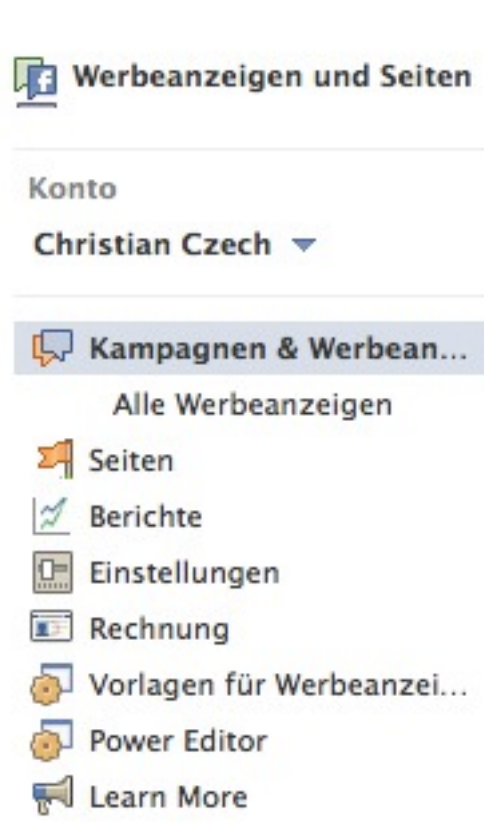 Werbeanzeigen und Seiten
Konto
Christian Czech
Kampagnen & Werbean...
Alle Werbeanzeigen
Seiten
Berichte
Einstellungen
Rechnung
Vorlagen für Werbeanzei...
Power Editor
Learn More